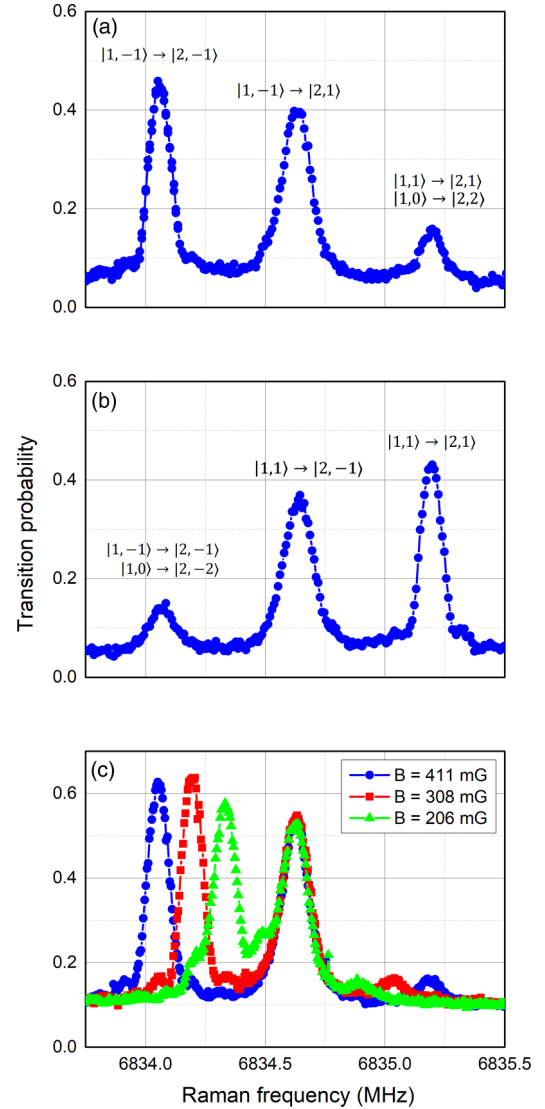 0.6
(a)
|1, −1⟩ → |2, −1⟩
|1, −1⟩ → |2,1⟩
0.4
|1,1⟩ → |2,1⟩
|1,0⟩ → |2,2⟩
0.2
0.0
0.6
(b)
|1,1⟩ → |2,1⟩
|1,1⟩ → |2, −1⟩
0.4
|1, −1⟩ → |2, −1⟩
|1,0⟩ → |2, −2⟩
0.2
0.0
Transition probability
(c)
B = 411 mG
B = 308 mG
B = 206 mG
0.6
0.4
0.2
0.0
6834.0 6834.5 6835.0 6835.5
Raman frequency (MHz)